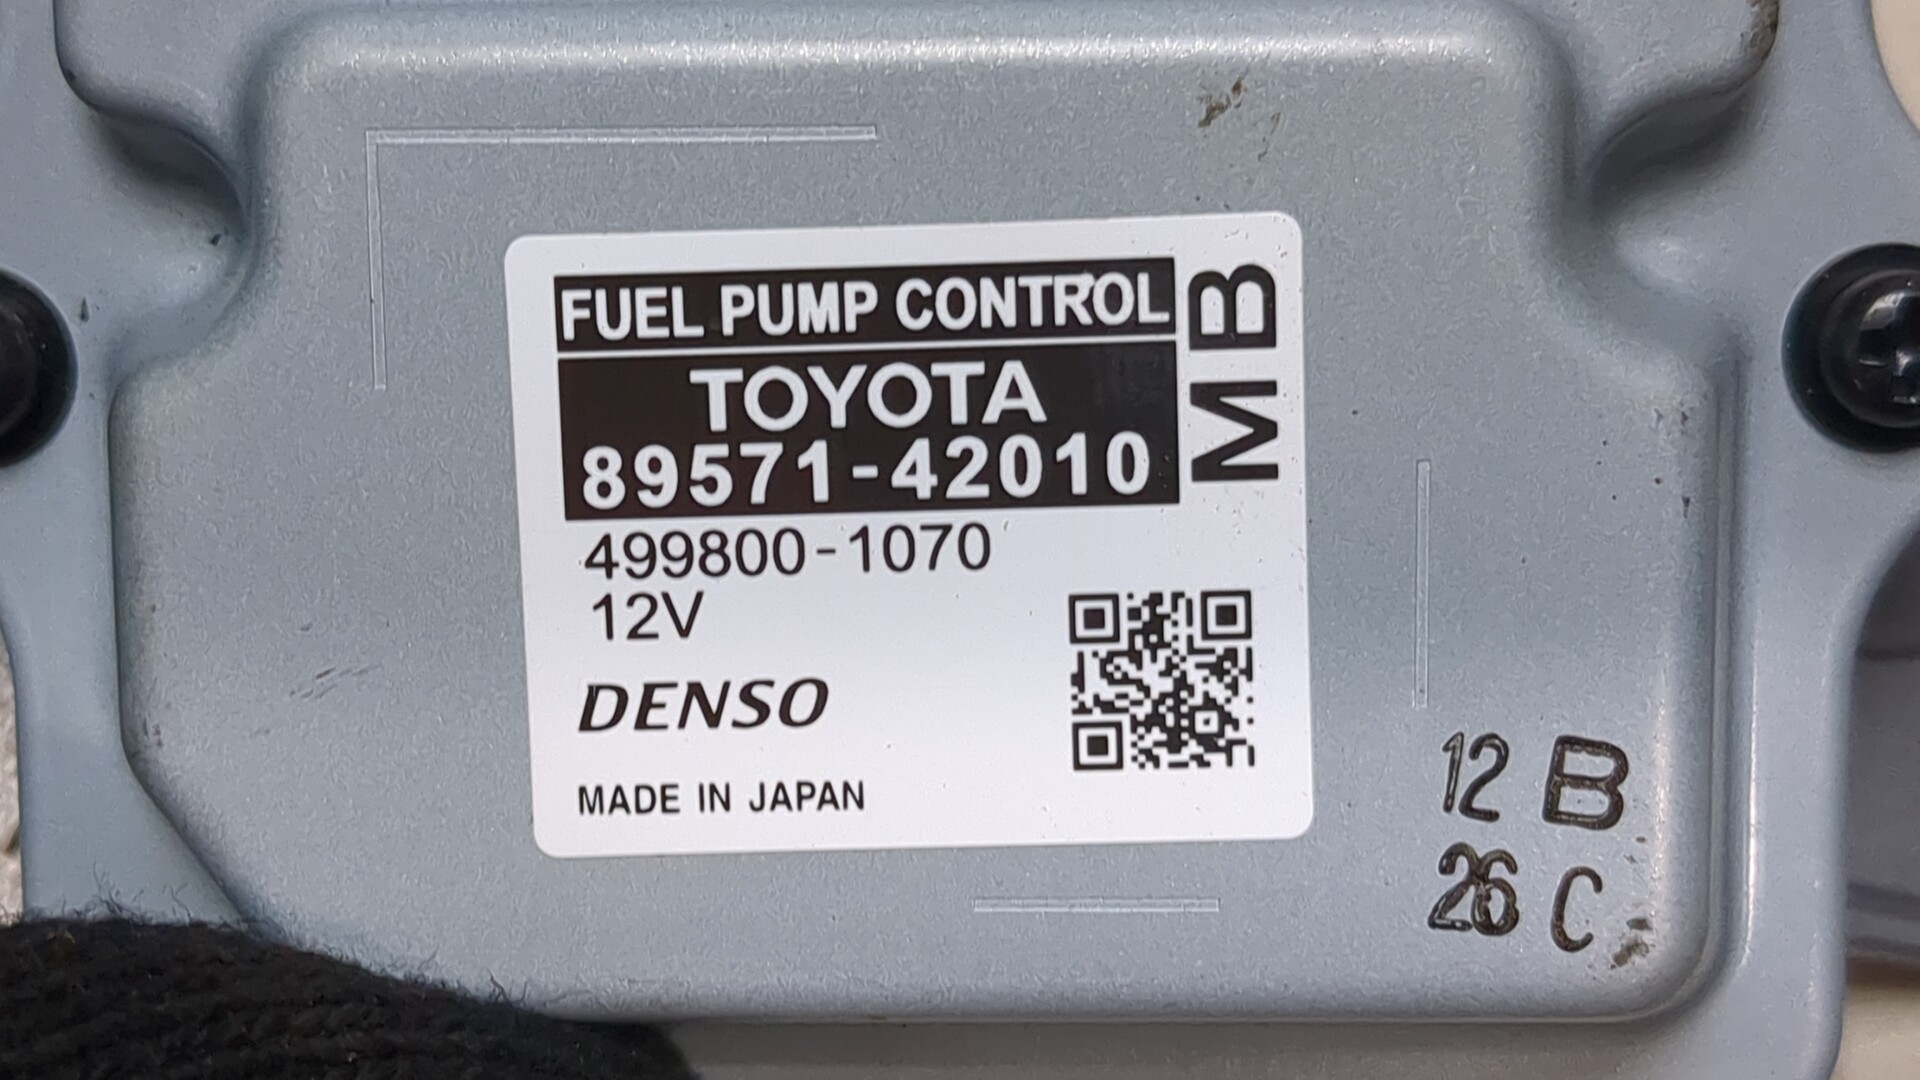 FUEL PUMP CONTROL
TOYOTA
89571-42010
MB
499800-1070
12V
DENSO
MADE IN JAPAN
12 B
26 C